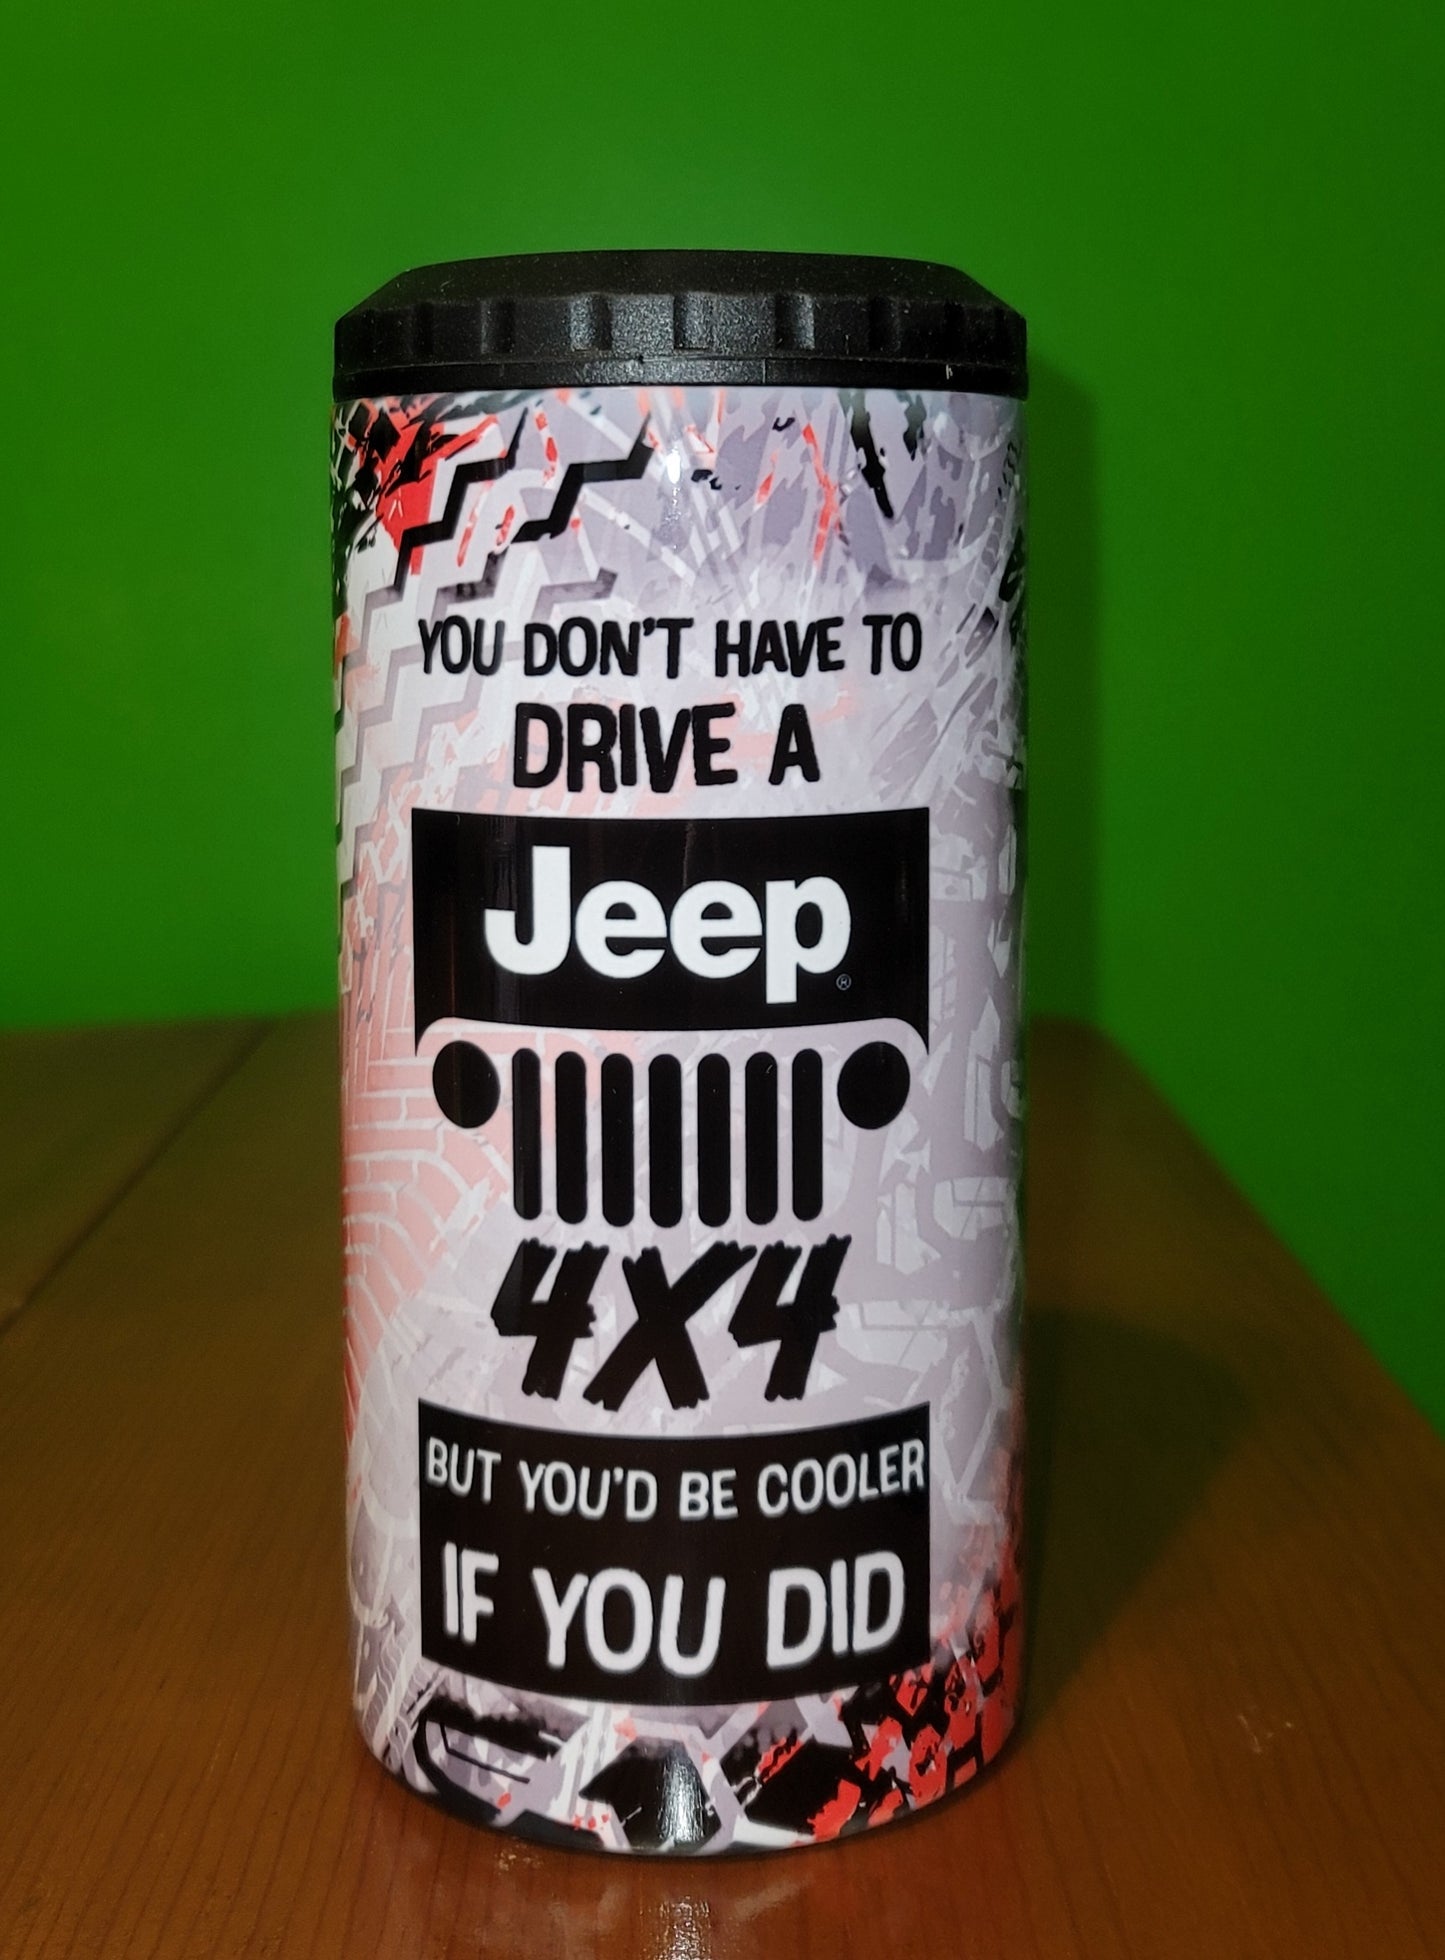 YOU DON'T HAVE TO
DRIVE A
Jeep®
4X4
BUT YOU'D BE COOLER
IF YOU DID